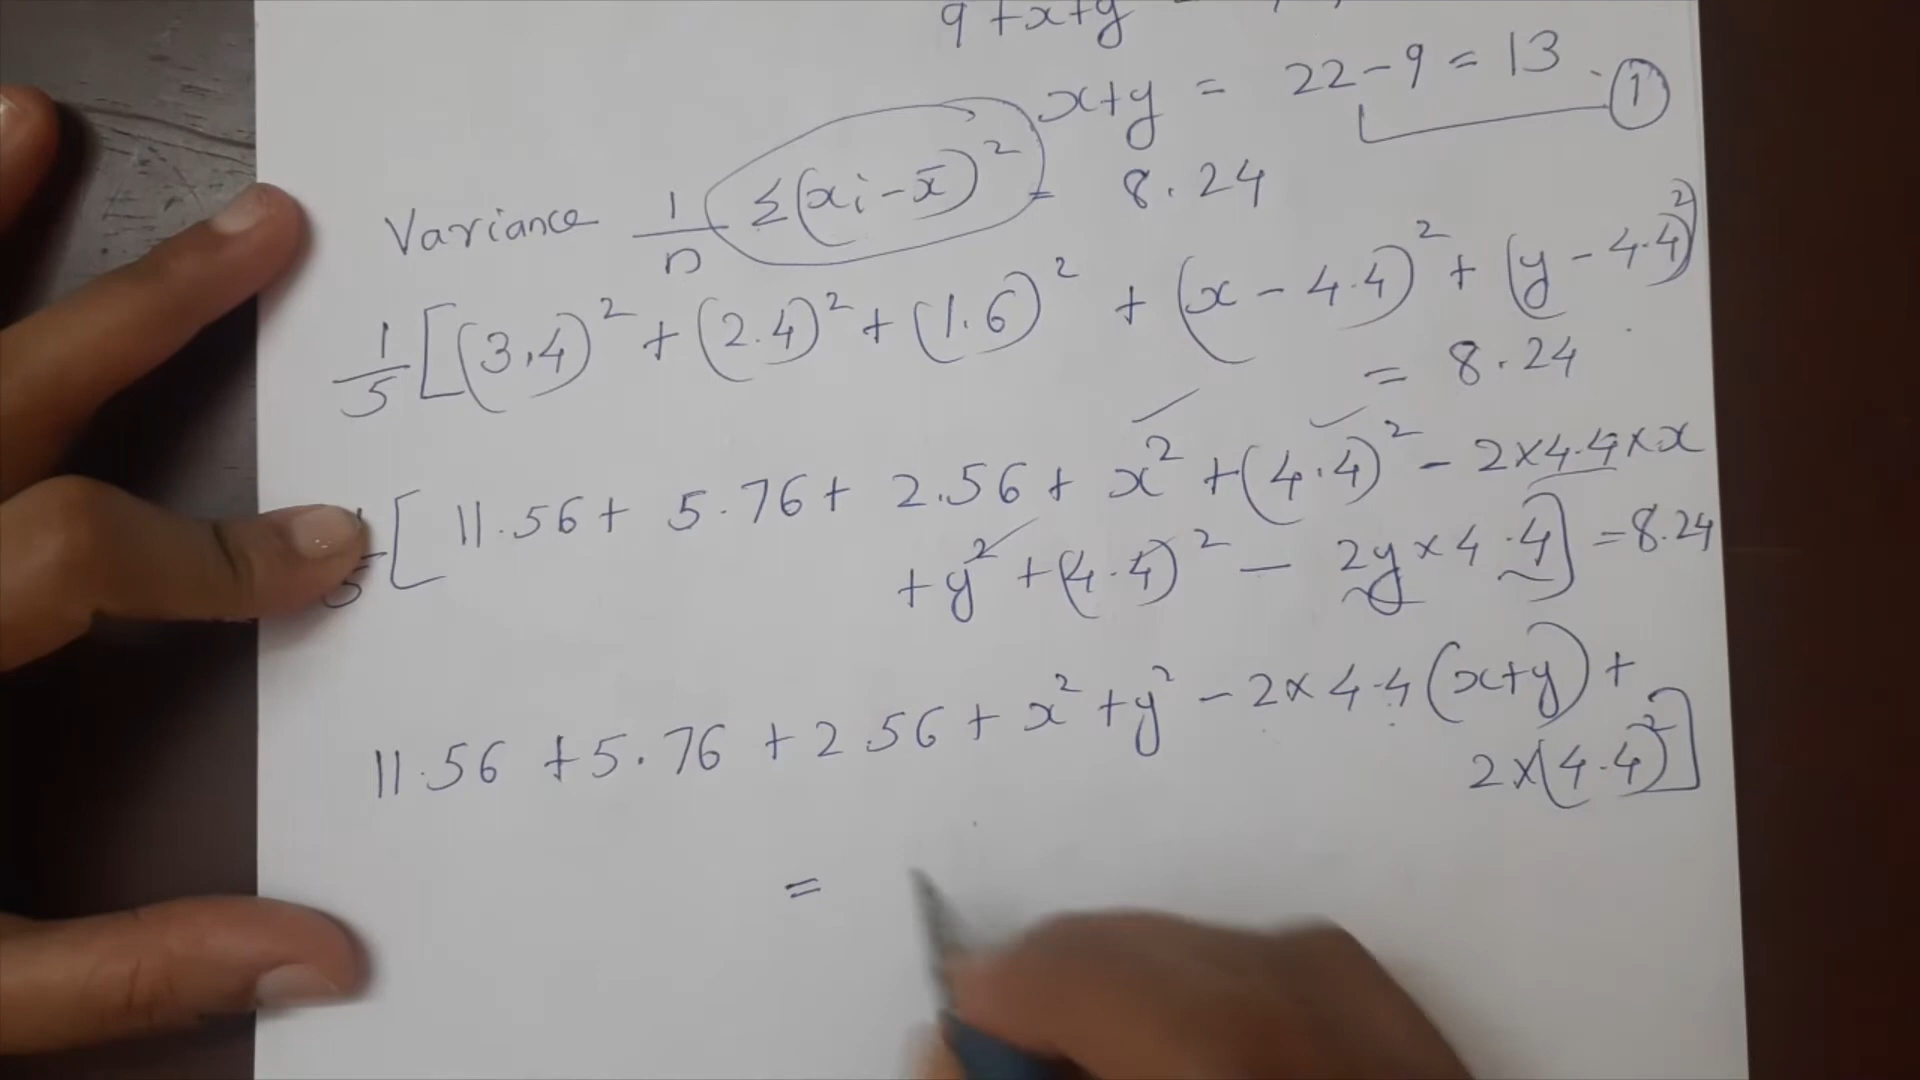 9 + x + y
x + y = 22 - 9 = 13 - ①
Variance 1/n Σ(xᵢ - x̄)² = 8.24
1/5 [(3.4)² + (2.4)² + (1.6)² + (x - 4.4)² + (y - 4.4)²
= 8.24
1/5 [11.56 + 5.76 + 2.56 + x² + (4.4)² - 2×4.4×x
+ y² + (4.4)² - 2y×4.4] = 8.24
11.56 + 5.76 + 2.56 + x² + y² - 2×4.4(x+y) +
2×(4.4)²]
=